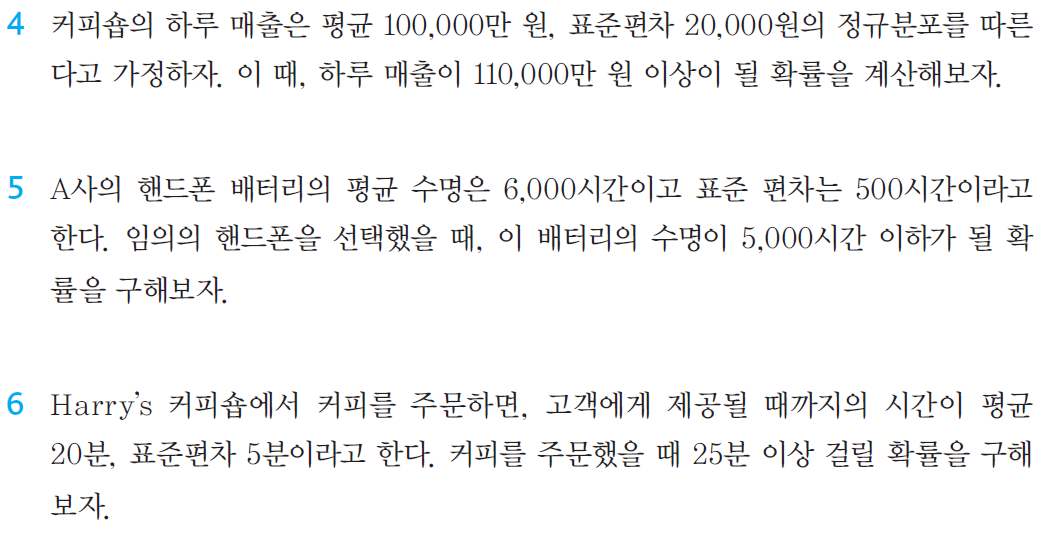 4 커피숍의 하루 매출은 평균 100,000만 원, 표준편차 20,000원의 정규분포를 따른
다고 가정하자. 이 때, 하루 매출이 110,000만 원 이상이 될 확률을 계산해보자.
5 A사의 핸드폰 배터리의 평균 수명은 6,000시간이고 표준 편차는 500시간이라고
한다. 임의의 핸드폰을 선택했을 때, 이 배터리의 수명이 5,000시간 이하가 될 확
률을 구해보자.
6 Harry’s 커피숍에서 커피를 주문하면, 고객에게 제공될 때까지의 시간이 평균
20분, 표준편차 5분이라고 한다. 커피를 주문했을 때 25분 이상 걸릴 확률을 구해
보자.